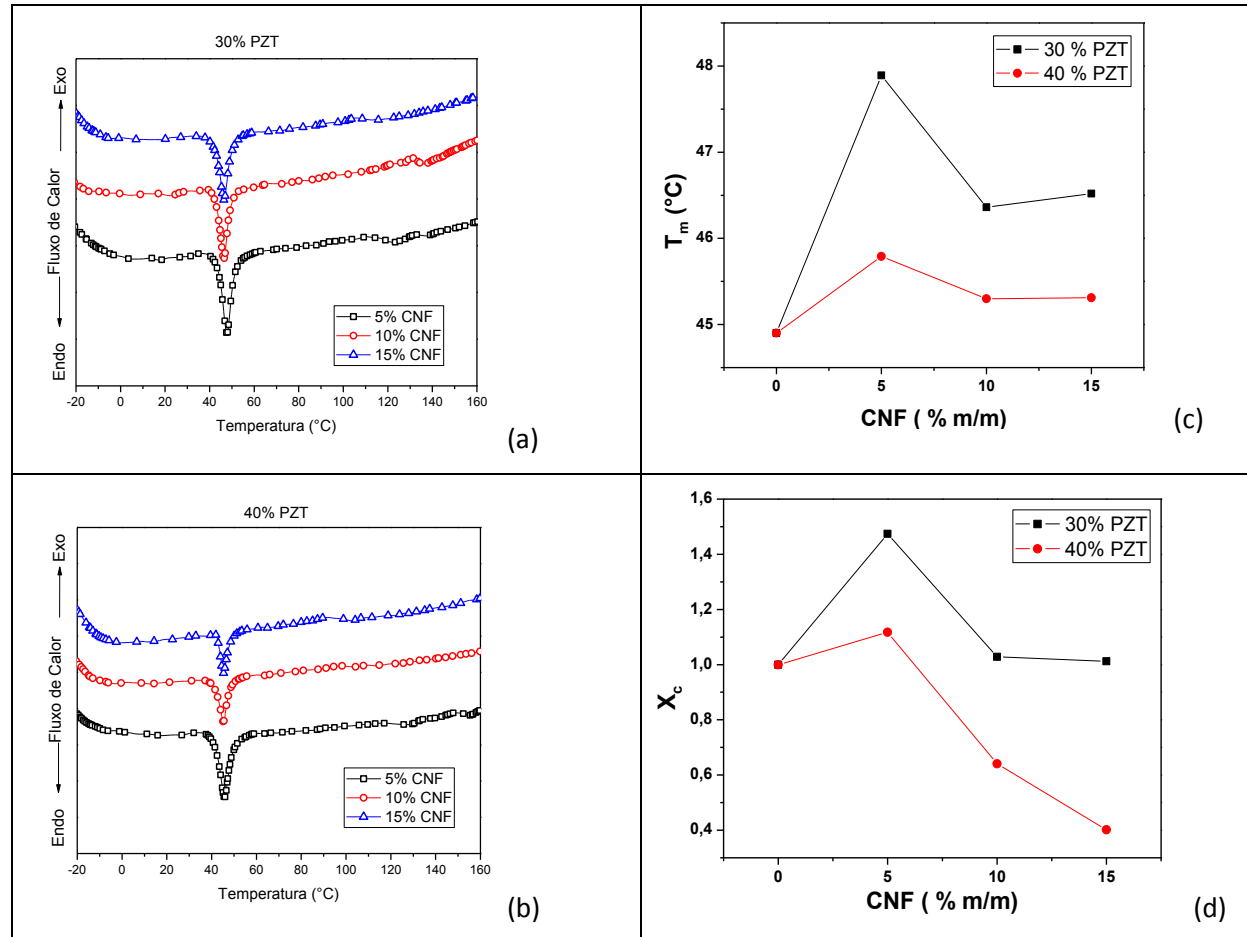 30% PZT
Endo Fluxo de Calor Exo
5% CNF
10% CNF
15% CNF
-20 0 20 40 60 80 100 120 140 160
Temperatura (°C)
(a)
30 % PZT
40 % PZT
48
47
46
45
Tm (°C)
0 5 10 15
CNF ( % m/m)
(c)
40% PZT
Endo Fluxo de Calor Exo
5% CNF
10% CNF
15% CNF
-20 0 20 40 60 80 100 120 140 160
Temperatura (°C)
(b)
30% PZT
40% PZT
1,6
1,4
1,2
1,0
0,8
0,6
0,4
Xc
0 5 10 15
CNF ( % m/m)
(d)